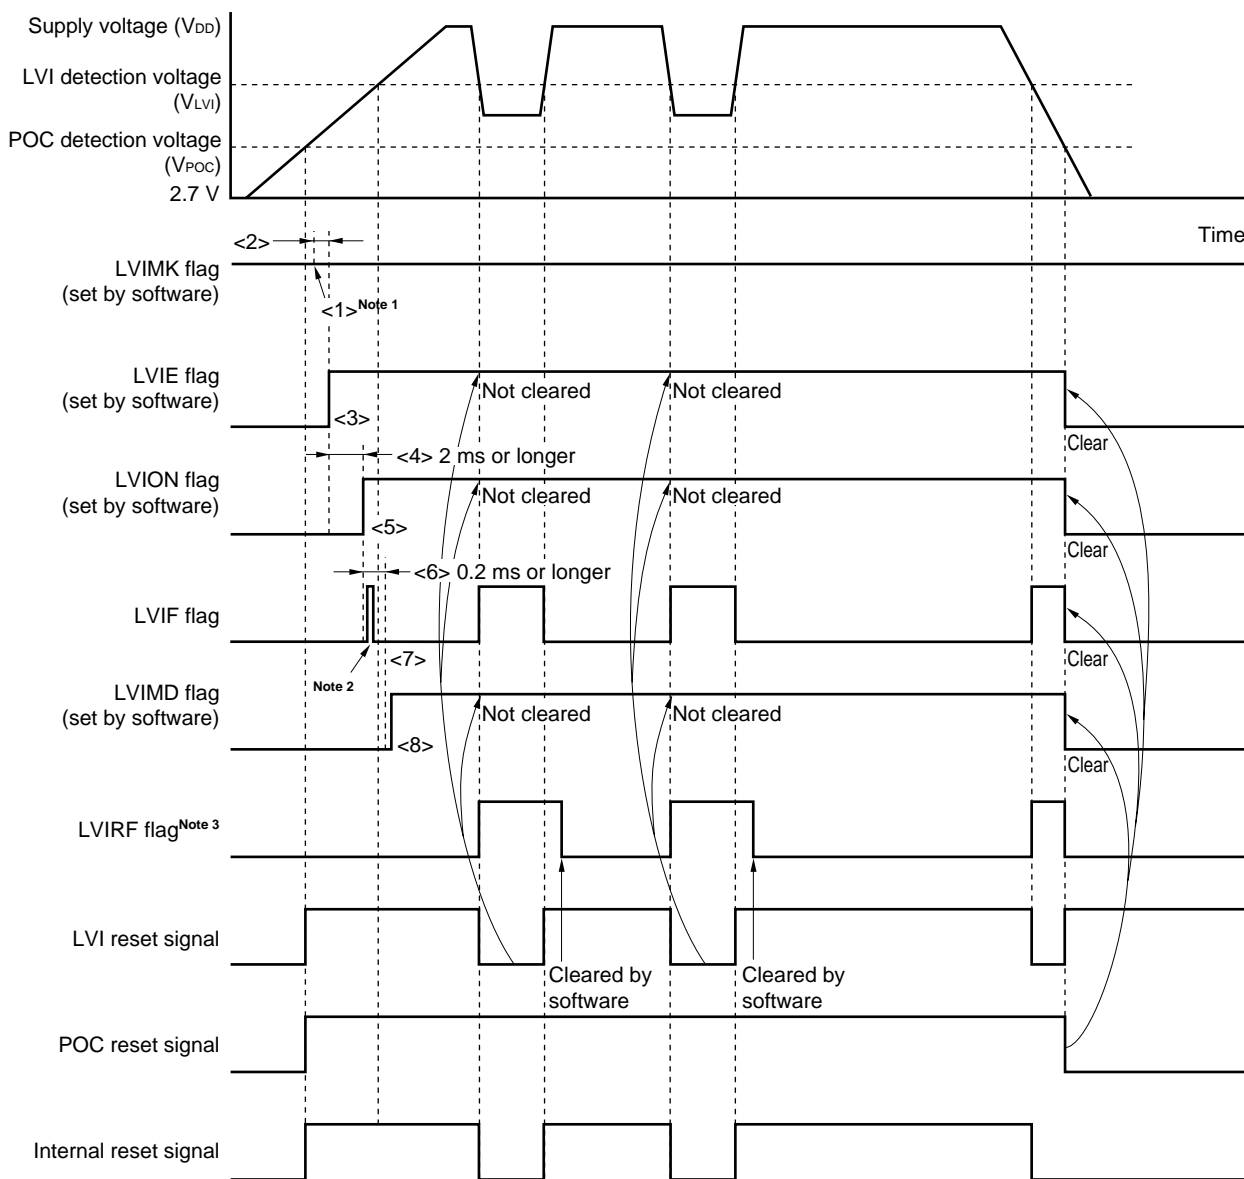 Supply voltage (VDD)
LVI detection voltage
(VLVI)
POC detection voltage
(VPOC)
2.7 V
Time
<2>
LVIMK flag
(set by software)
<1>Note 1
LVIE flag
(set by software)
Not cleared
Not cleared
<3>
Clear
<4> 2 ms or longer
LVION flag
(set by software)
Not cleared
Not cleared
<5>
Clear
<6> 0.2 ms or longer
LVIF flag
<7>
Clear
Note 2
LVIMD flag
(set by software)
Not cleared
Not cleared
<8>
Clear
LVIRF flagNote 3
LVI reset signal
Cleared by
software
Cleared by
software
POC reset signal
Internal reset signal